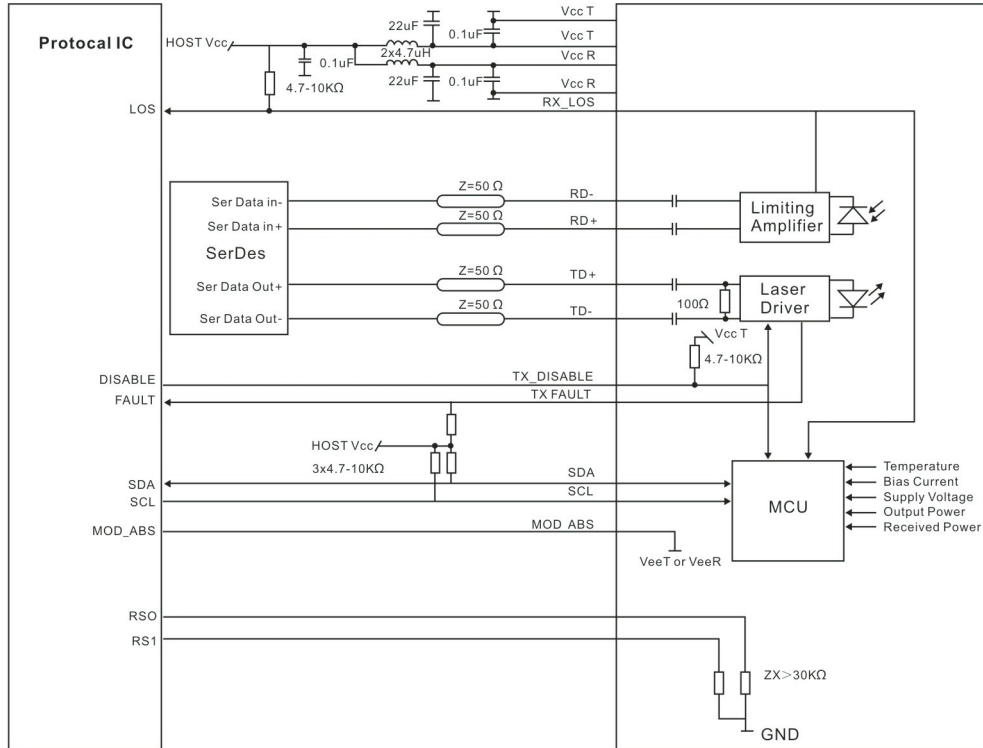 Protocal IC
HOST Vcc
22uF
0.1uF
Vcc T
Vcc T
2x4.7uH
0.1uF
Vcc R
22uF
0.1uF
4.7-10KΩ
Vcc R
LOS
RX_LOS
Z=50 Ω
Ser Data in-
RD-
Z=50 Ω
Ser Data in+
RD+
Limiting
Amplifier
SerDes
Z=50 Ω
Ser Data Out+
TD+
Z=50 Ω
Ser Data Out-
TD-
100Ω
Laser
Driver
Vcc T
4.7-10KΩ
DISABLE
TX_DISABLE
FAULT
TX FAULT
HOST Vcc
3x4.7-10KΩ
SDA
SDA
SCL
SCL
MCU
Temperature
Bias Current
Supply Voltage
Output Power
Received Power
MOD_ABS
MOD ABS
VeeT or VeeR
RSO
RS1
ZX>30KΩ
GND